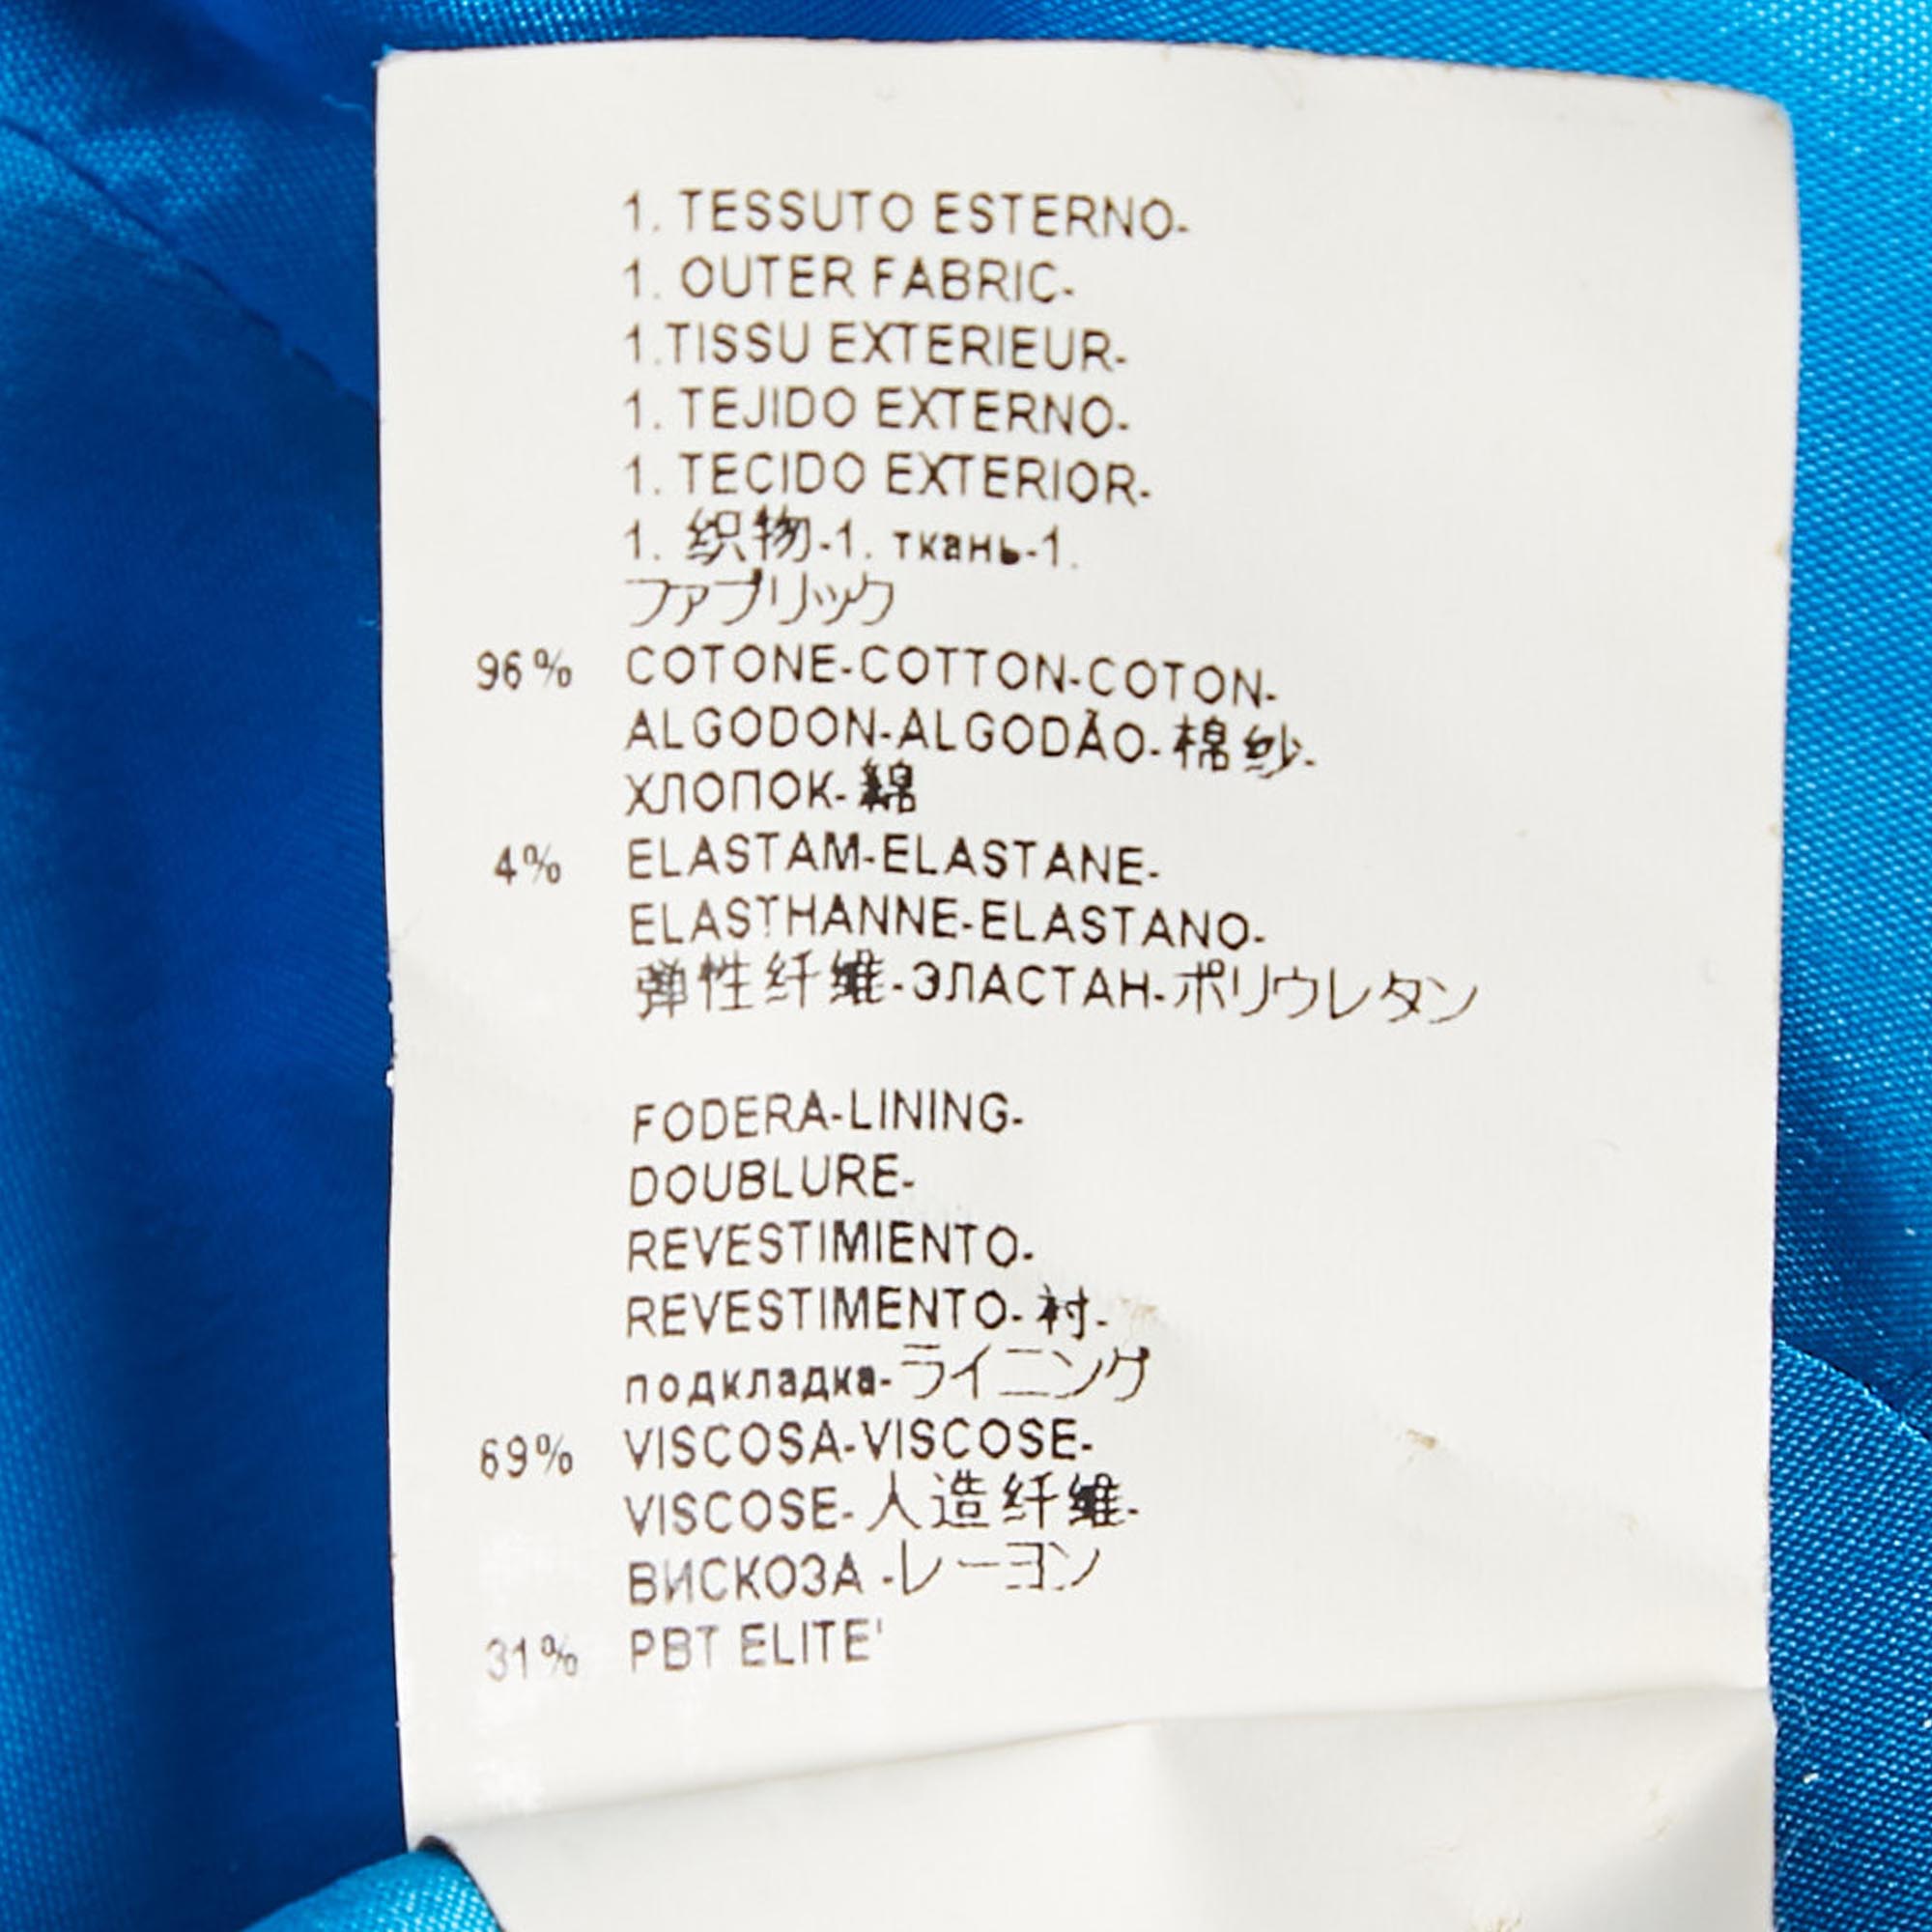 1. TESSUTO ESTERNO-
1. OUTER FABRIC-
1.TISSU EXTERIEUR-
1. TEJIDO EXTERNO-
1. TECIDO EXTERIOR-
1. 织物-1. ткань-1.
ファブリック
96% COTONE-COTTON-COTON-
ALGODON-ALGODÃO-棉纱-
ХЛОПОК-綿
4% ELASTAM-ELASTANE-
ELASTHANNE-ELASTANO-
弹性纤维-ЭЛАСТАН-ポリウレタン
FODERA-LINING-
DOUBLURE-
REVESTIMIENTO-
REVESTIMENTO-衬-
подкладка-ライニング
69% VISCOSA-VISCOSE-
VISCOSE-人造纤维-
ВИСКОЗА -レーヨン
31% PBT ELITE'